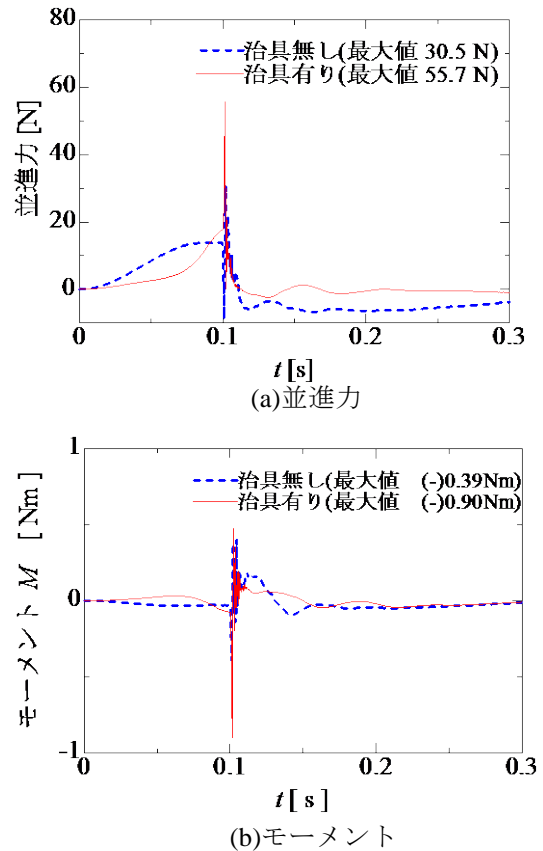 80
治具無し(最大値 30.5 N)
治具有り(最大値 55.7 N)
60
40
20
0
並進力 [N]
0 0.1 0.2 0.3
t [s]
(a)並進力
1
治具無し(最大値 (-)0.39Nm)
治具有り(最大値 (-)0.90Nm)
0
-1
モーメント M [Nm]
0 0.1 0.2 0.3
t [ s ]
(b)モーメント